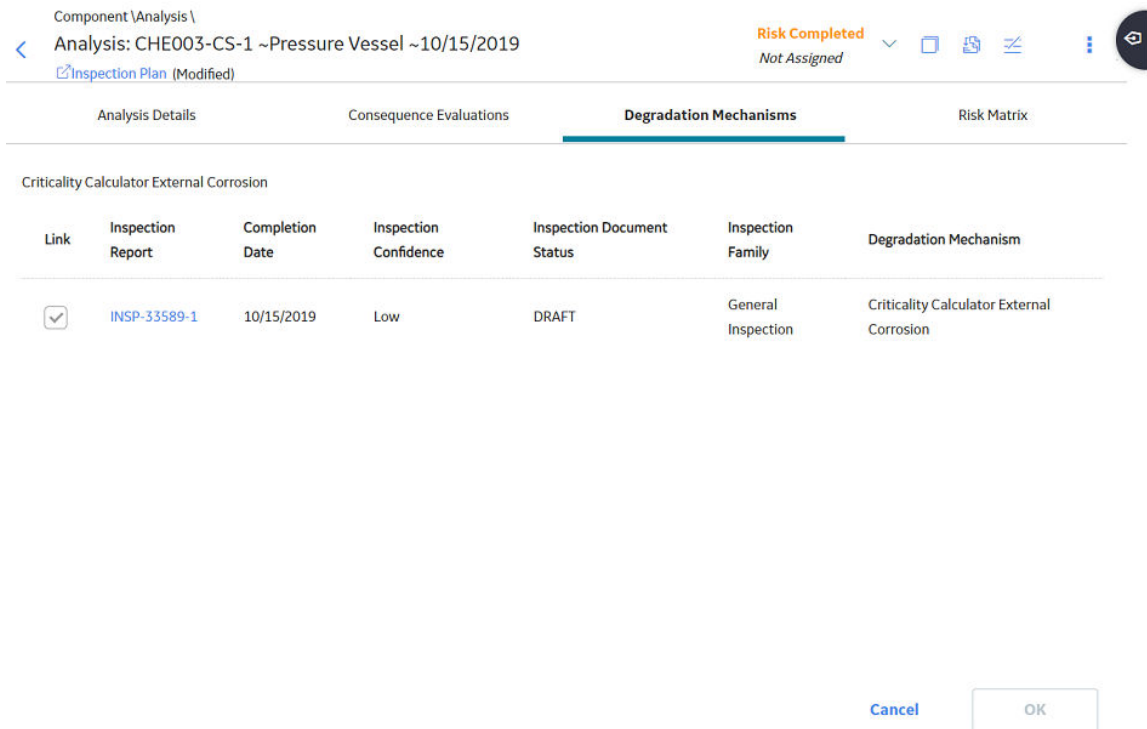 Component \Analysis \
Analysis: CHE003-CS-1 ~Pressure Vessel ~10/15/2019
Inspection Plan (Modified)
Risk Completed
Not Assigned
Analysis Details
Consequence Evaluations
Degradation Mechanisms
Risk Matrix
Criticality Calculator External Corrosion
Link
Inspection
Report
Completion
Date
Inspection
Confidence
Inspection Document
Status
Inspection
Family
Degradation Mechanism
INSP-33589-1
10/15/2019
Low
DRAFT
General
Inspection
Criticality Calculator External
Corrosion
Cancel
OK